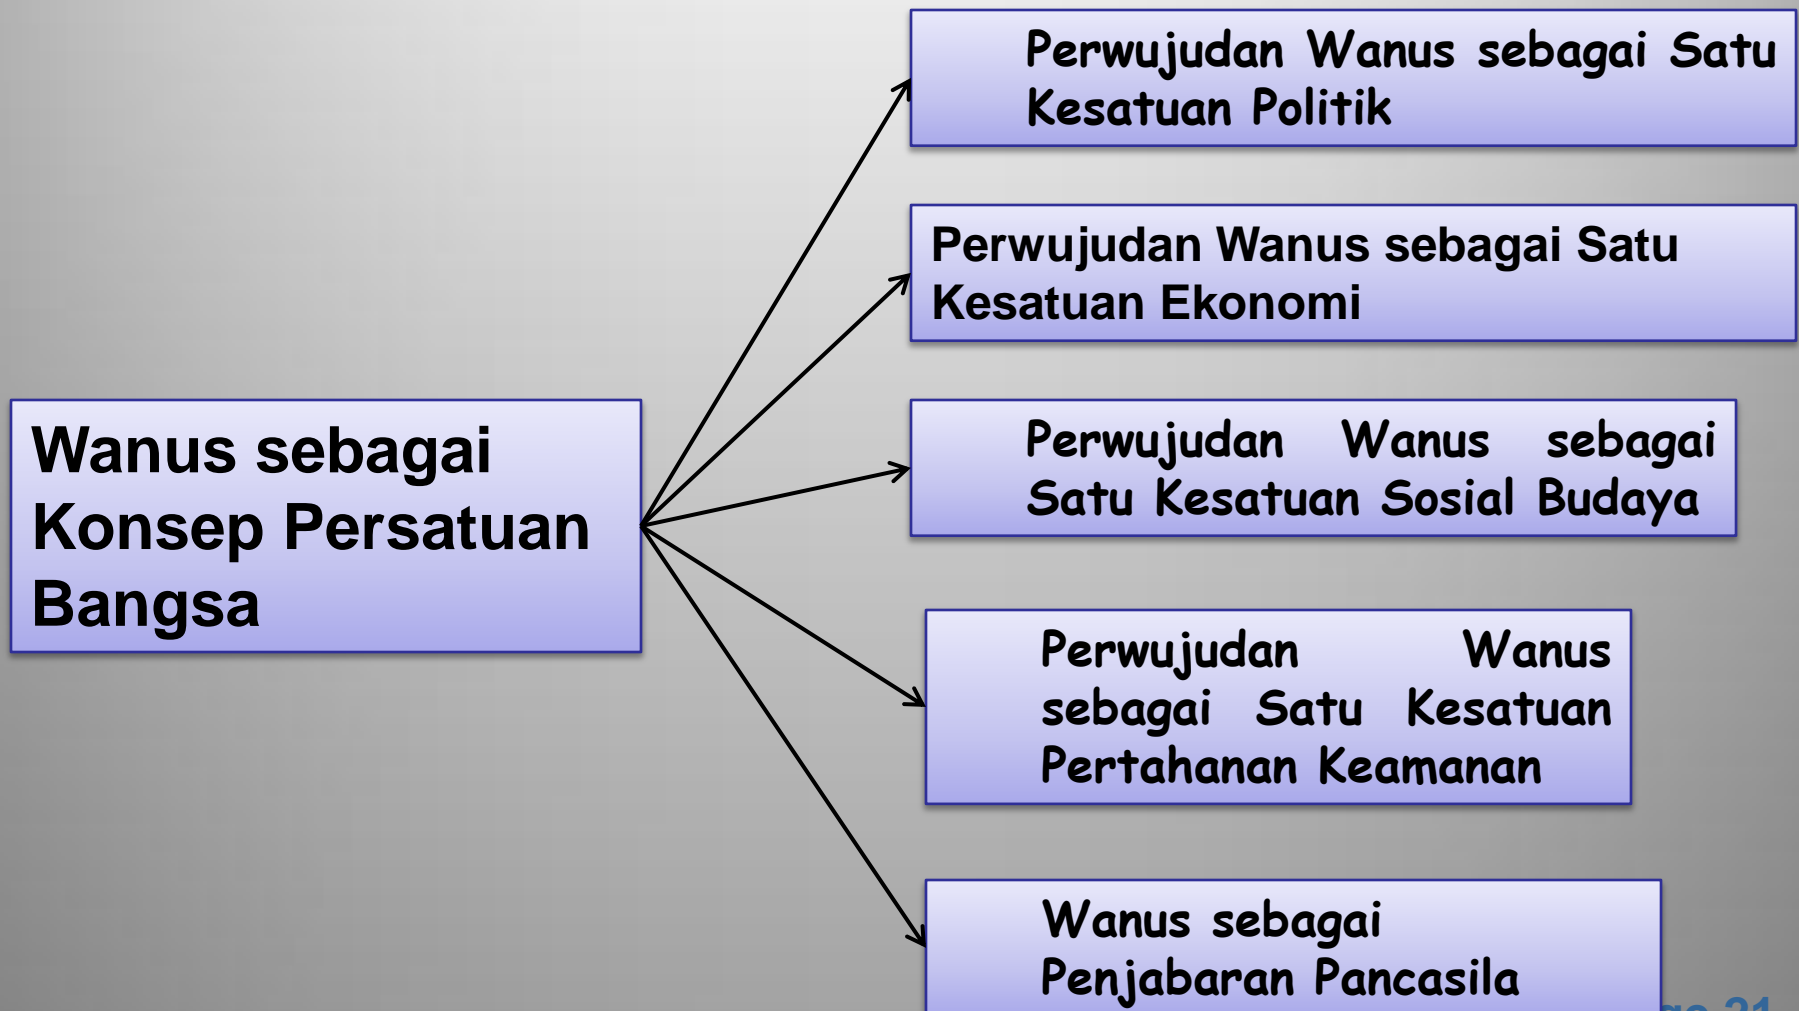 Perwujudan Wanus sebagai Satu
Kesatuan Politik
Perwujudan Wanus sebagai Satu
Kesatuan Ekonomi
Wanus sebagai
Konsep Persatuan
Bangsa
Perwujudan Wanus sebagai
Satu Kesatuan Sosial Budaya
Perwujudan Wanus
sebagai Satu Kesatuan
Pertahanan Keamanan
Wanus sebagai
Penjabaran Pancasila
21